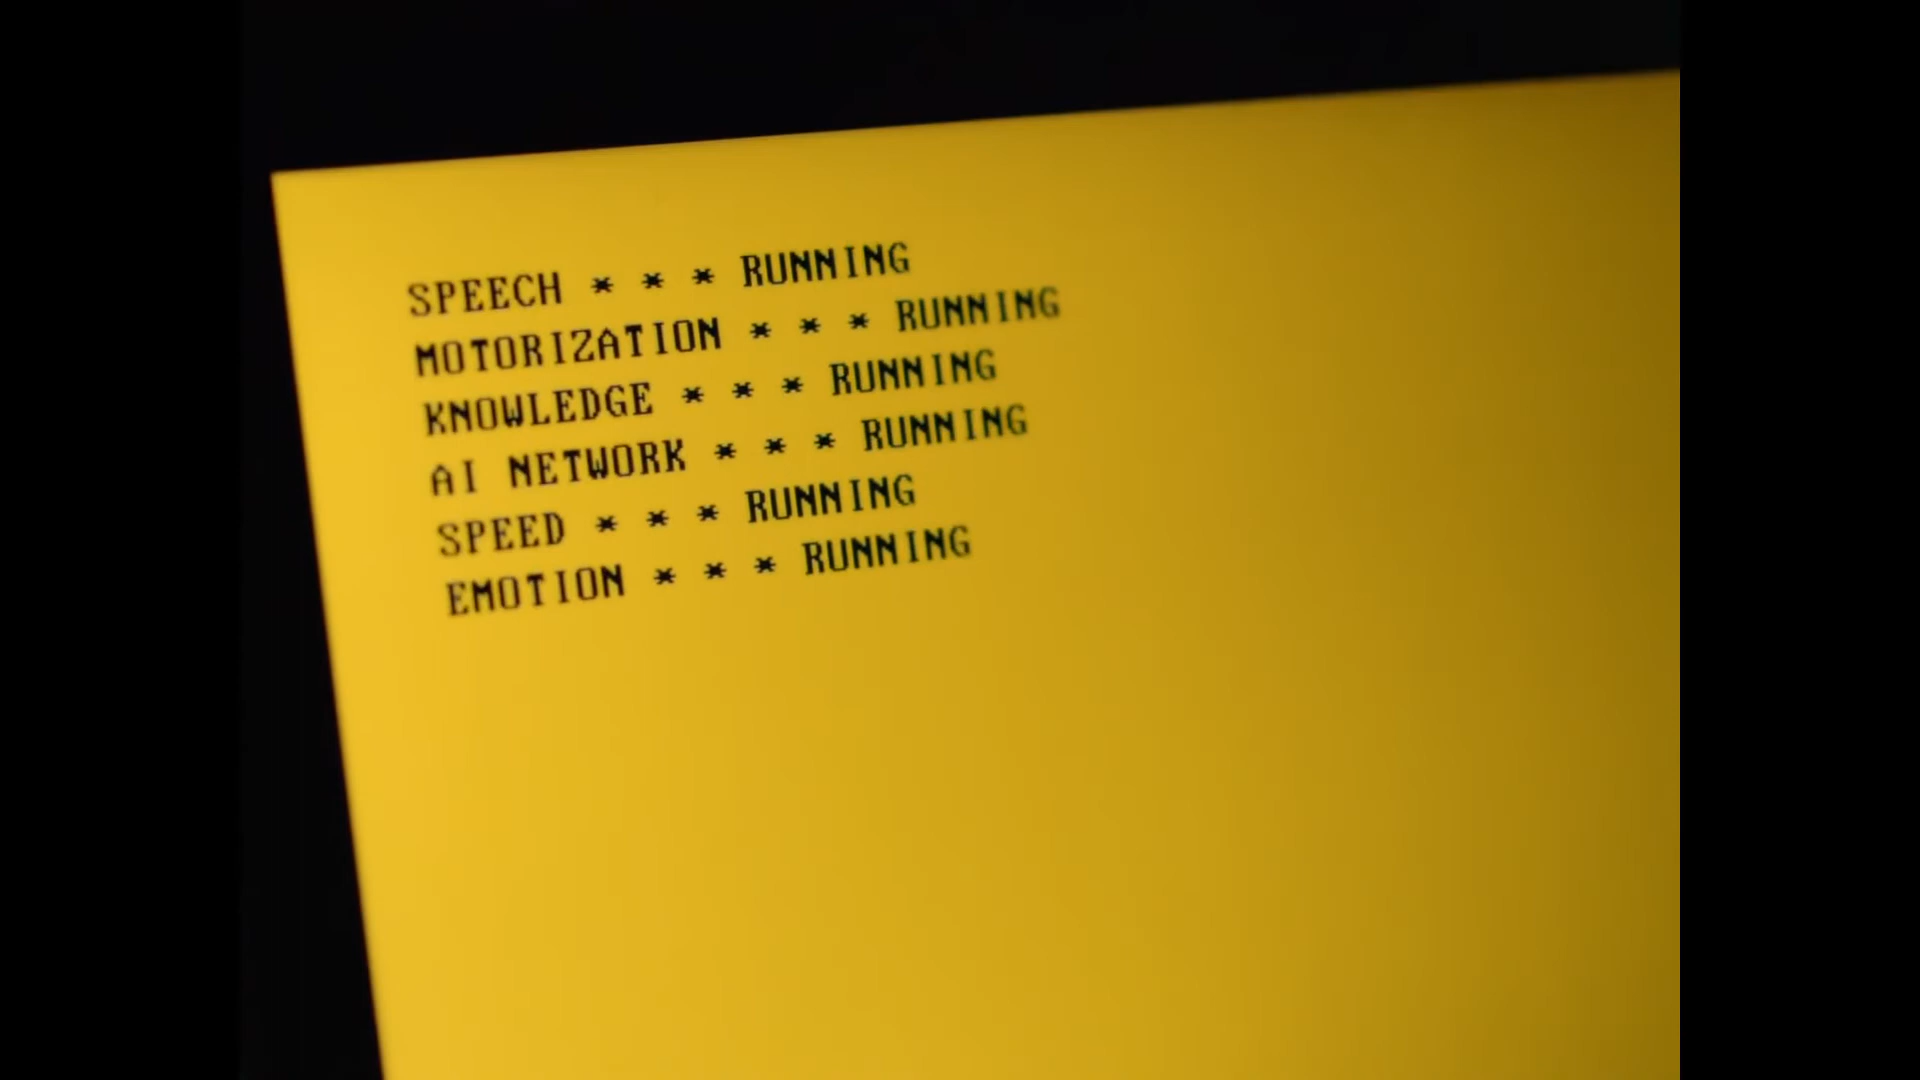 SPEECH * * * RUNNING
MOTORIZATION * * * RUNNING
KNOWLEDGE * * * RUNNING
AI NETWORK * * * RUNNING
SPEED * * * RUNNING
EMOTION * * * RUNNING